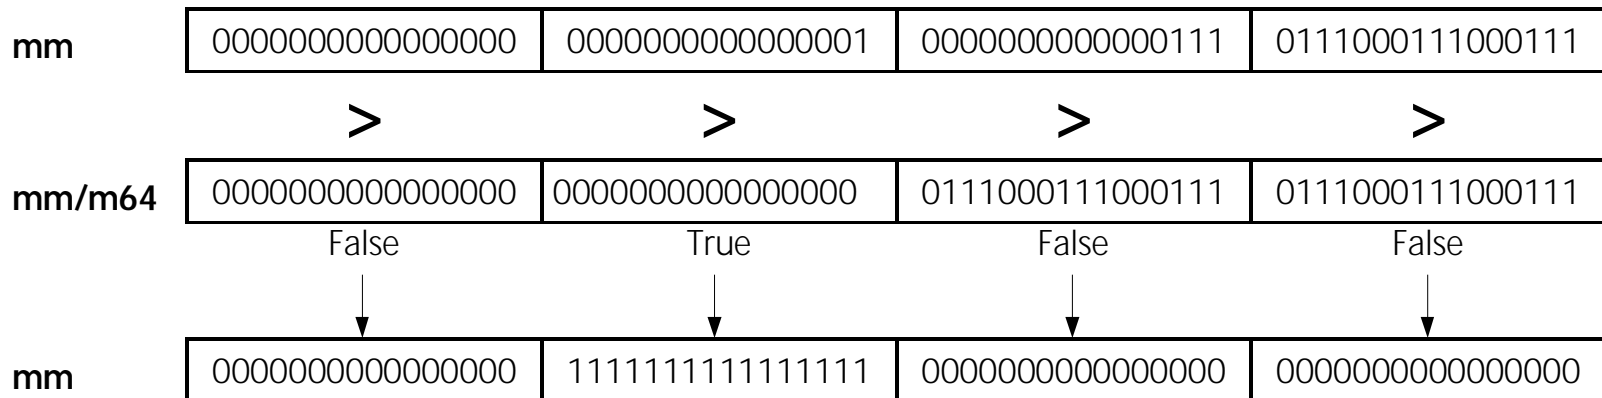 mm 0000000000000000 0000000000000001 0000000000000111 0111000111000111
> > > >
mm/m64 0000000000000000 0000000000000000 0111000111000111 0111000111000111
False True False False
mm 0000000000000000 1111111111111111 0000000000000000 0000000000000000